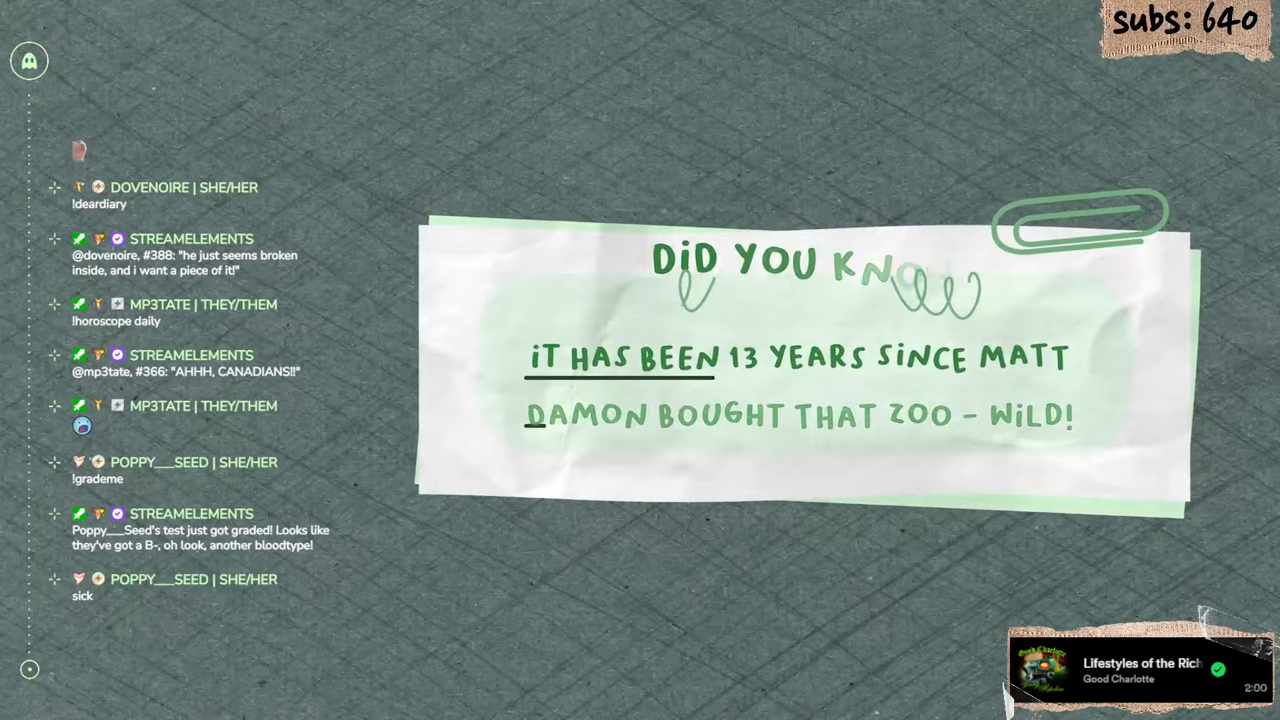 subs: 640
DOVENOIRE | SHE/HER
!deardiary
STREAMELEMENTS
@dovenoire, #388: "he just seems broken
inside, and i want a piece of it!"
MP3TATE | THEY/THEM
!horoscope daily
STREAMELEMENTS
@mp3tate, #366: "AHHH, CANADIANS!!"
MP3TATE | THEY/THEM
POPPY___SEED | SHE/HER
!grademe
STREAMELEMENTS
Poppy___Seed's test just got graded! Looks like
they've got a B-, oh look, another bloodtype!
POPPY___SEED | SHE/HER
sick
DiD YOU KNO
iT HAS BEEN 13 YEARS SiNCE MATT
DAMON BOUGHT THAT ZOO - WiLD!
Lifestyles of the Rich
Good Charlotte
2:00